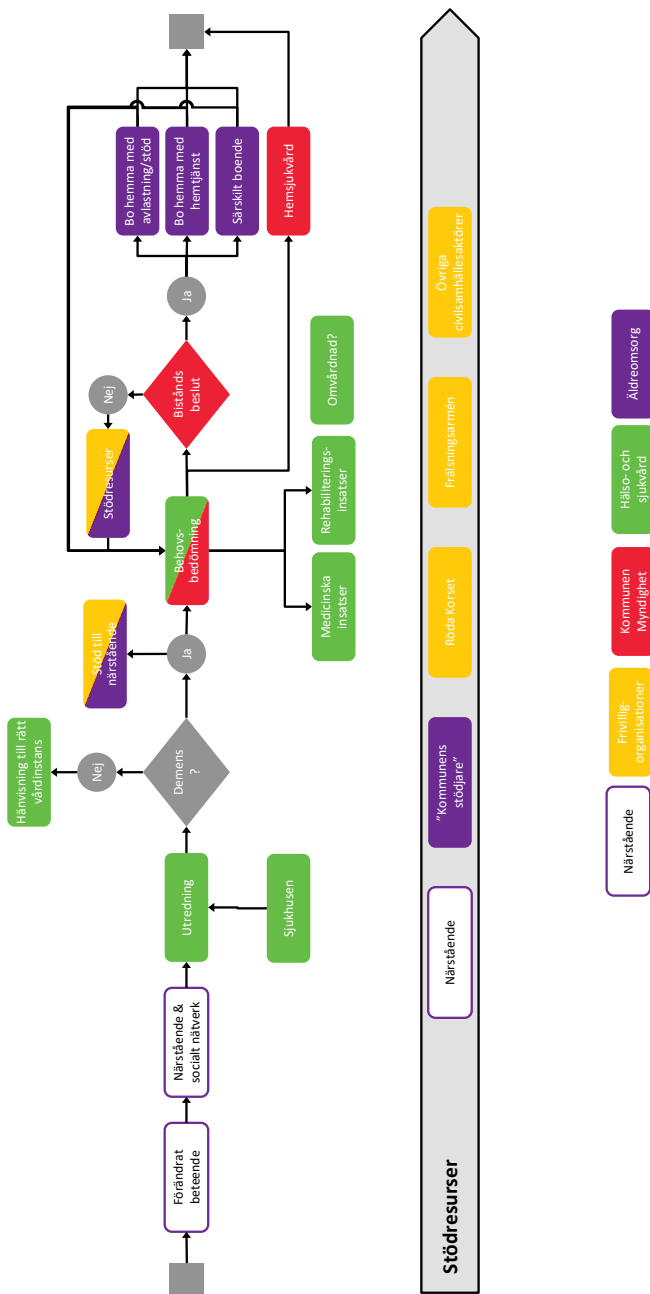 Förändrat
beteende
Närstående &
socialt nätverk
Utredning
Sjukhusen
Demens
?
Nej
Hänvisning till rätt
vårdinstans
Ja
Stöd till
närstående
Behovs-
bedömning
Medicinska
insatser
Rehabiliterings-
insatser
Omvårdnad?
Stödresurser
Nej
Bistånds
beslut
Ja
Bo hemma med
avlastning/stöd
Bo hemma med
hemtjänst
Särskilt boende
Hemsjukvård
Stödresurser
Närstående
”Kommunens
stödjare”
Röda Korset
Frälsningsarmén
Övriga
civilsamhällesaktörer
Närstående
Frivillig-
organisationer
Kommunen
Myndighet
Hälso- och
sjukvård
Äldreomsorg